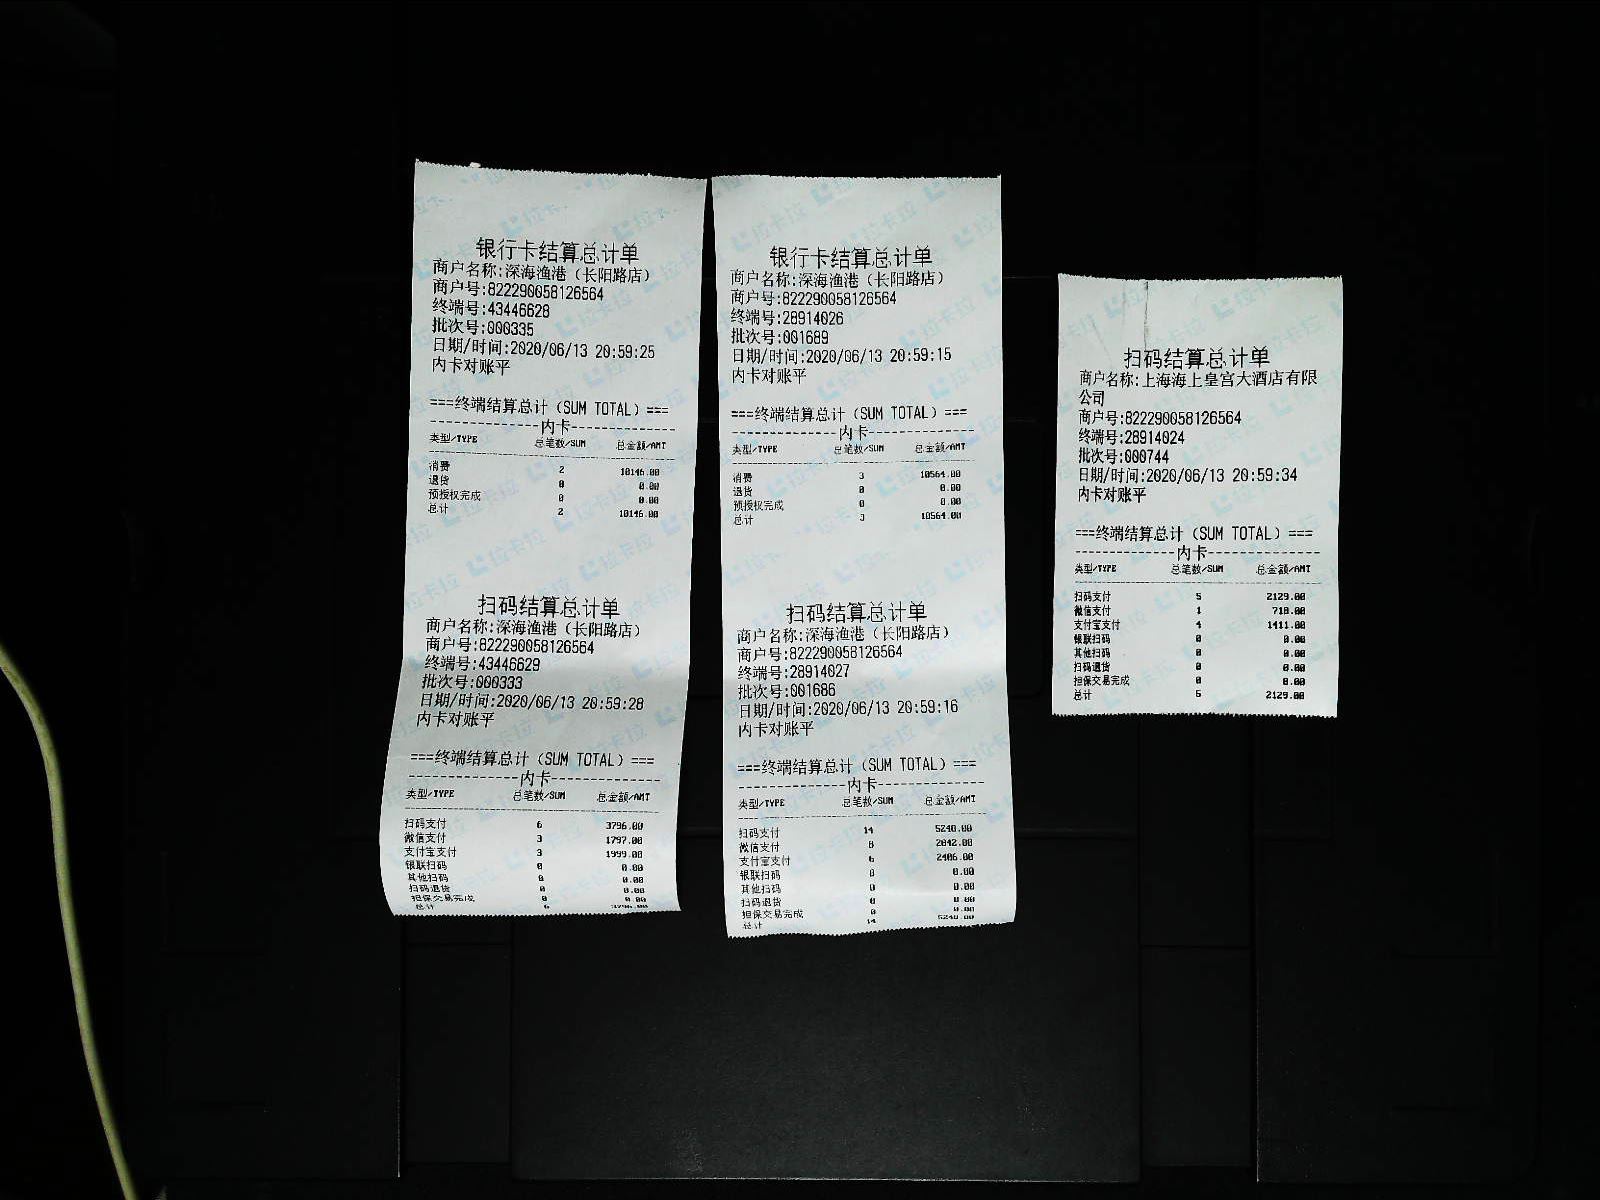 银行卡结算总计单
商户名称:深海渔港（长阳路店）
商户号:822290058126564
终端号:43446628
批次号:000335
日期/时间:2020/06/13 20:59:25
内卡对账平
===终端结算总计（SUM TOTAL）===
----------------内卡----------------
类型/TYPE 总笔数/SUM 总金额/AMT
消费 2 10146.00
退货 0 0.00
预授权完成 0 0.00
总计 2 10146.00
扫码结算总计单
商户名称:深海渔港（长阳路店）
商户号:822290058126564
终端号:43446629
批次号:000333
日期/时间:2020/06/13 20:59:28
内卡对账平
===终端结算总计（SUM TOTAL）===
----------------内卡----------------
类型/TYPE 总笔数/SUM 总金额/AMT
扫码支付 6 3796.00
微信支付 3 1797.00
支付宝支付 3 1999.00
银联扫码 0 0.00
其他扫码 0 0.00
扫码退货 0 0.00
担保交易完成 0 0.00
总计 6 3796.00
银行卡结算总计单
商户名称:深海渔港（长阳路店）
商户号:822290058126564
终端号:28914026
批次号:001689
日期/时间:2020/06/13 20:59:15
内卡对账平
===终端结算总计（SUM TOTAL）===
----------------内卡----------------
类型/TYPE 总笔数/SUM 总金额/AMT
消费 3 10564.00
退货 0 0.00
预授权完成 0 0.00
总计 3 10564.00
扫码结算总计单
商户名称:深海渔港（长阳路店）
商户号:822290058126564
终端号:28914027
批次号:001686
日期/时间:2020/06/13 20:59:16
内卡对账平
===终端结算总计（SUM TOTAL）===
----------------内卡----------------
类型/TYPE 总笔数/SUM 总金额/AMT
扫码支付 14 5248.00
微信支付 8 2842.00
支付宝支付 6 2406.00
银联扫码 0 0.00
其他扫码 0 0.00
扫码退货 0 0.00
担保交易完成 0 0.00
总计 14 5248.00
扫码结算总计单
商户名称:上海海上皇宫大酒店有限
公司
商户号:822290058126564
终端号:28914024
批次号:000744
日期/时间:2020/06/13 20:59:34
内卡对账平
===终端结算总计（SUM TOTAL）===
----------------内卡----------------
类型/TYPE 总笔数/SUM 总金额/AMT
扫码支付 5 2129.00
微信支付 1 718.00
支付宝支付 4 1411.00
银联扫码 0 0.00
其他扫码 0 0.00
扫码退货 0 0.00
担保交易完成 0 0.00
总计 5 2129.00